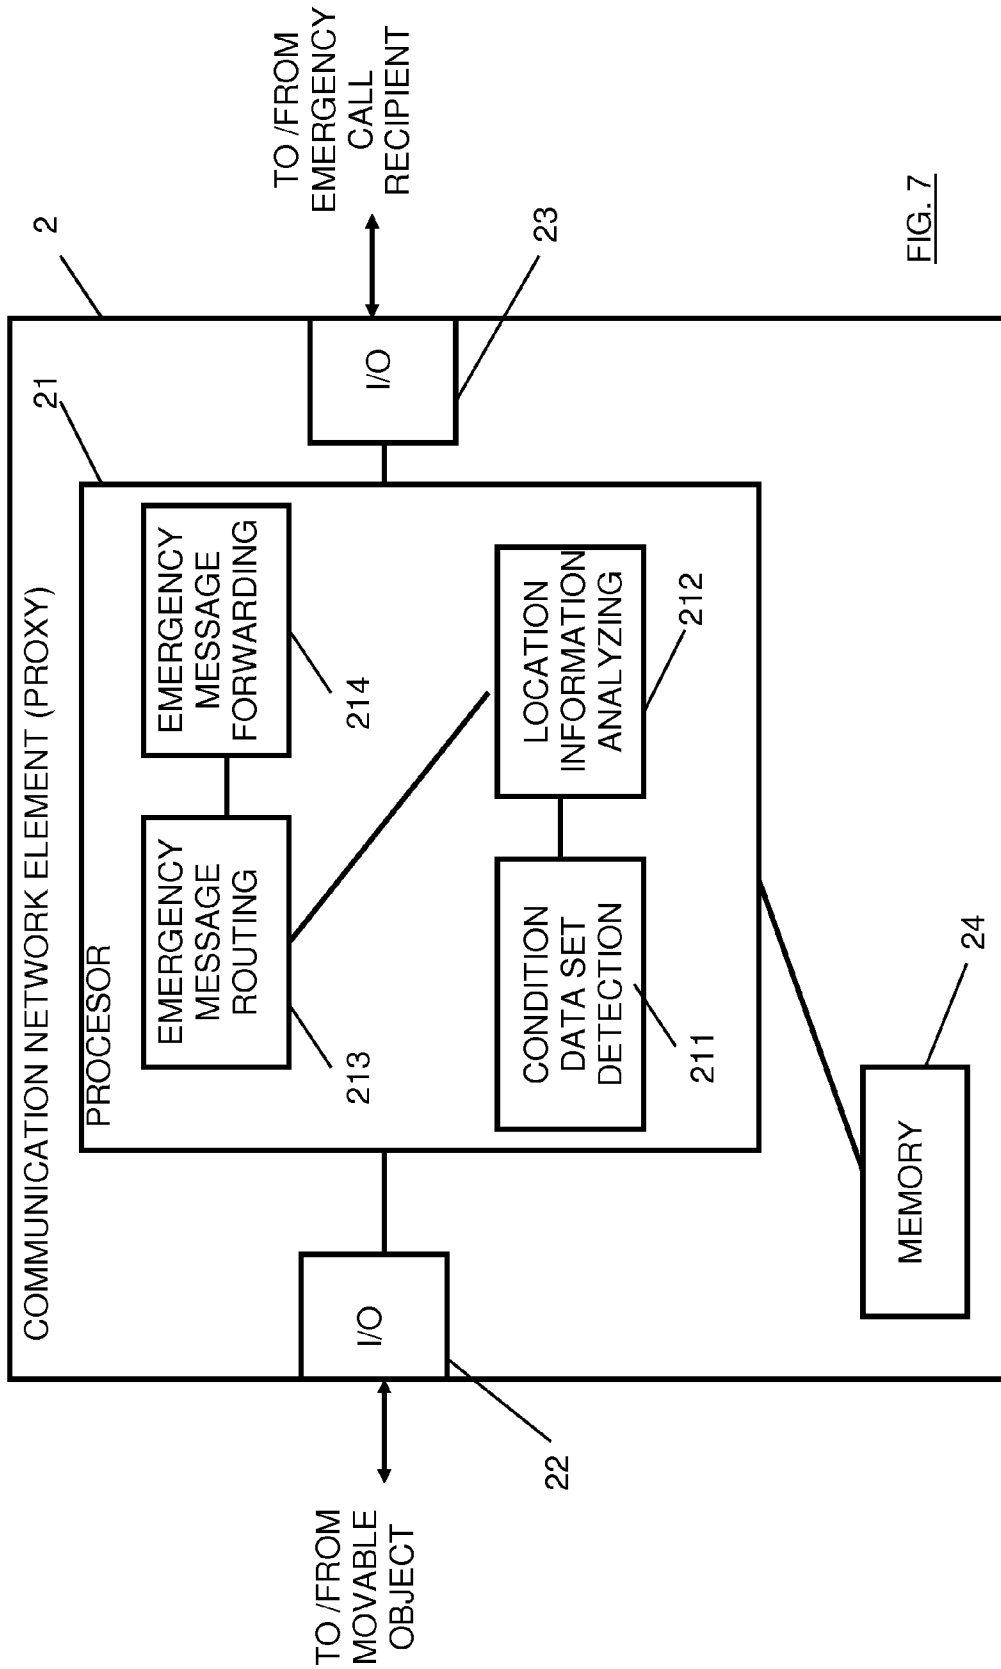 COMMUNICATION NETWORK ELEMENT (PROXY)
2
PROCESOR
21
EMERGENCY
MESSAGE
ROUTING
213
EMERGENCY
MESSAGE
FORWARDING
214
TO/FROM
MOVABLE
OBJECT
I/O
22
I/O
23
TO /FROM
EMERGENCY
CALL
RECIPIENT
CONDITION
DATA SET
DETECTION
211
LOCATION
INFORMATION
ANALYZING
212
MEMORY
24
FIG. 7